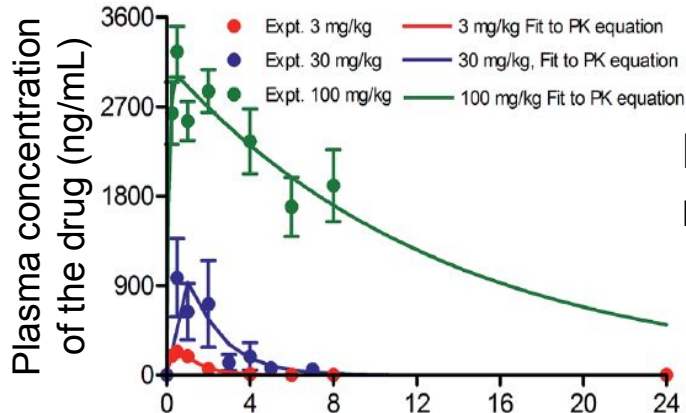 Plasma concentration
of the drug (ng/mL)
3600
2700
1800
900
0
Expt. 3 mg/kg
3 mg/kg Fit to PK equation
Expt. 30 mg/kg
30 mg/kg, Fit to PK equation
Expt. 100 mg/kg
100 mg/kg Fit to PK equation
0 4 8 12 16 20 24